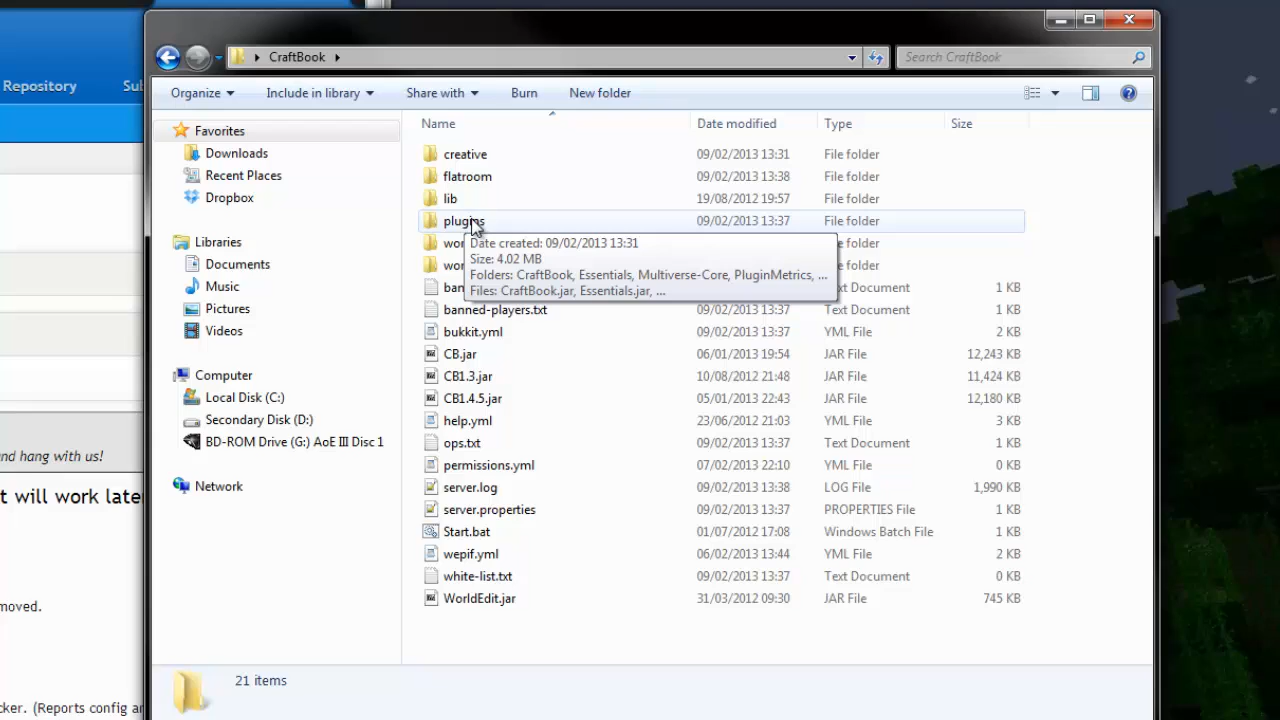 CraftBook
Search CraftBook
Repository
Organize
Include in library
Share with
Burn
New folder
Name
Date modified
Type
Size
Favorites
Downloads
Recent Places
Dropbox
Libraries
Documents
Music
Pictures
Videos
Computer
Local Disk (C:)
Secondary Disk (D:)
BD-ROM Drive (G:) AoE III Disc 1
Network
creative 09/02/2013 13:31 File folder
flatroom 09/02/2013 13:38 File folder
lib 19/08/2012 19:57 File folder
plugins 09/02/2013 13:37 File folder
Date created: 09/02/2013 13:31
Size: 4.02 MB
Folders: CraftBook, Essentials, Multiverse-Core, PluginMetrics, ...
Files: CraftBook.jar, Essentials.jar, ...
wor File folder
wor File folder
ban Text Document 1 KB
banned-players.txt 09/02/2013 13:37 Text Document 1 KB
bukkit.yml 09/02/2013 13:37 YML File 2 KB
CB.jar 06/01/2013 19:54 JAR File 12,243 KB
CB1.3.jar 10/08/2012 21:48 JAR File 11,424 KB
CB1.4.5.jar 05/01/2013 22:43 JAR File 12,180 KB
help.yml 23/06/2012 21:03 YML File 3 KB
ops.txt 09/02/2013 13:37 Text Document 1 KB
permissions.yml 07/02/2013 22:10 YML File 0 KB
server.log 09/02/2013 13:38 LOG File 1,990 KB
server.properties 09/02/2013 13:37 PROPERTIES File 1 KB
Start.bat 01/07/2012 17:08 Windows Batch File 1 KB
wepif.yml 06/02/2013 13:44 YML File 2 KB
white-list.txt 09/02/2013 13:37 Text Document 0 KB
WorldEdit.jar 31/03/2012 09:30 JAR File 745 KB
21 items
and hang with us!
t will work late
moved.
cker. (Reports config a